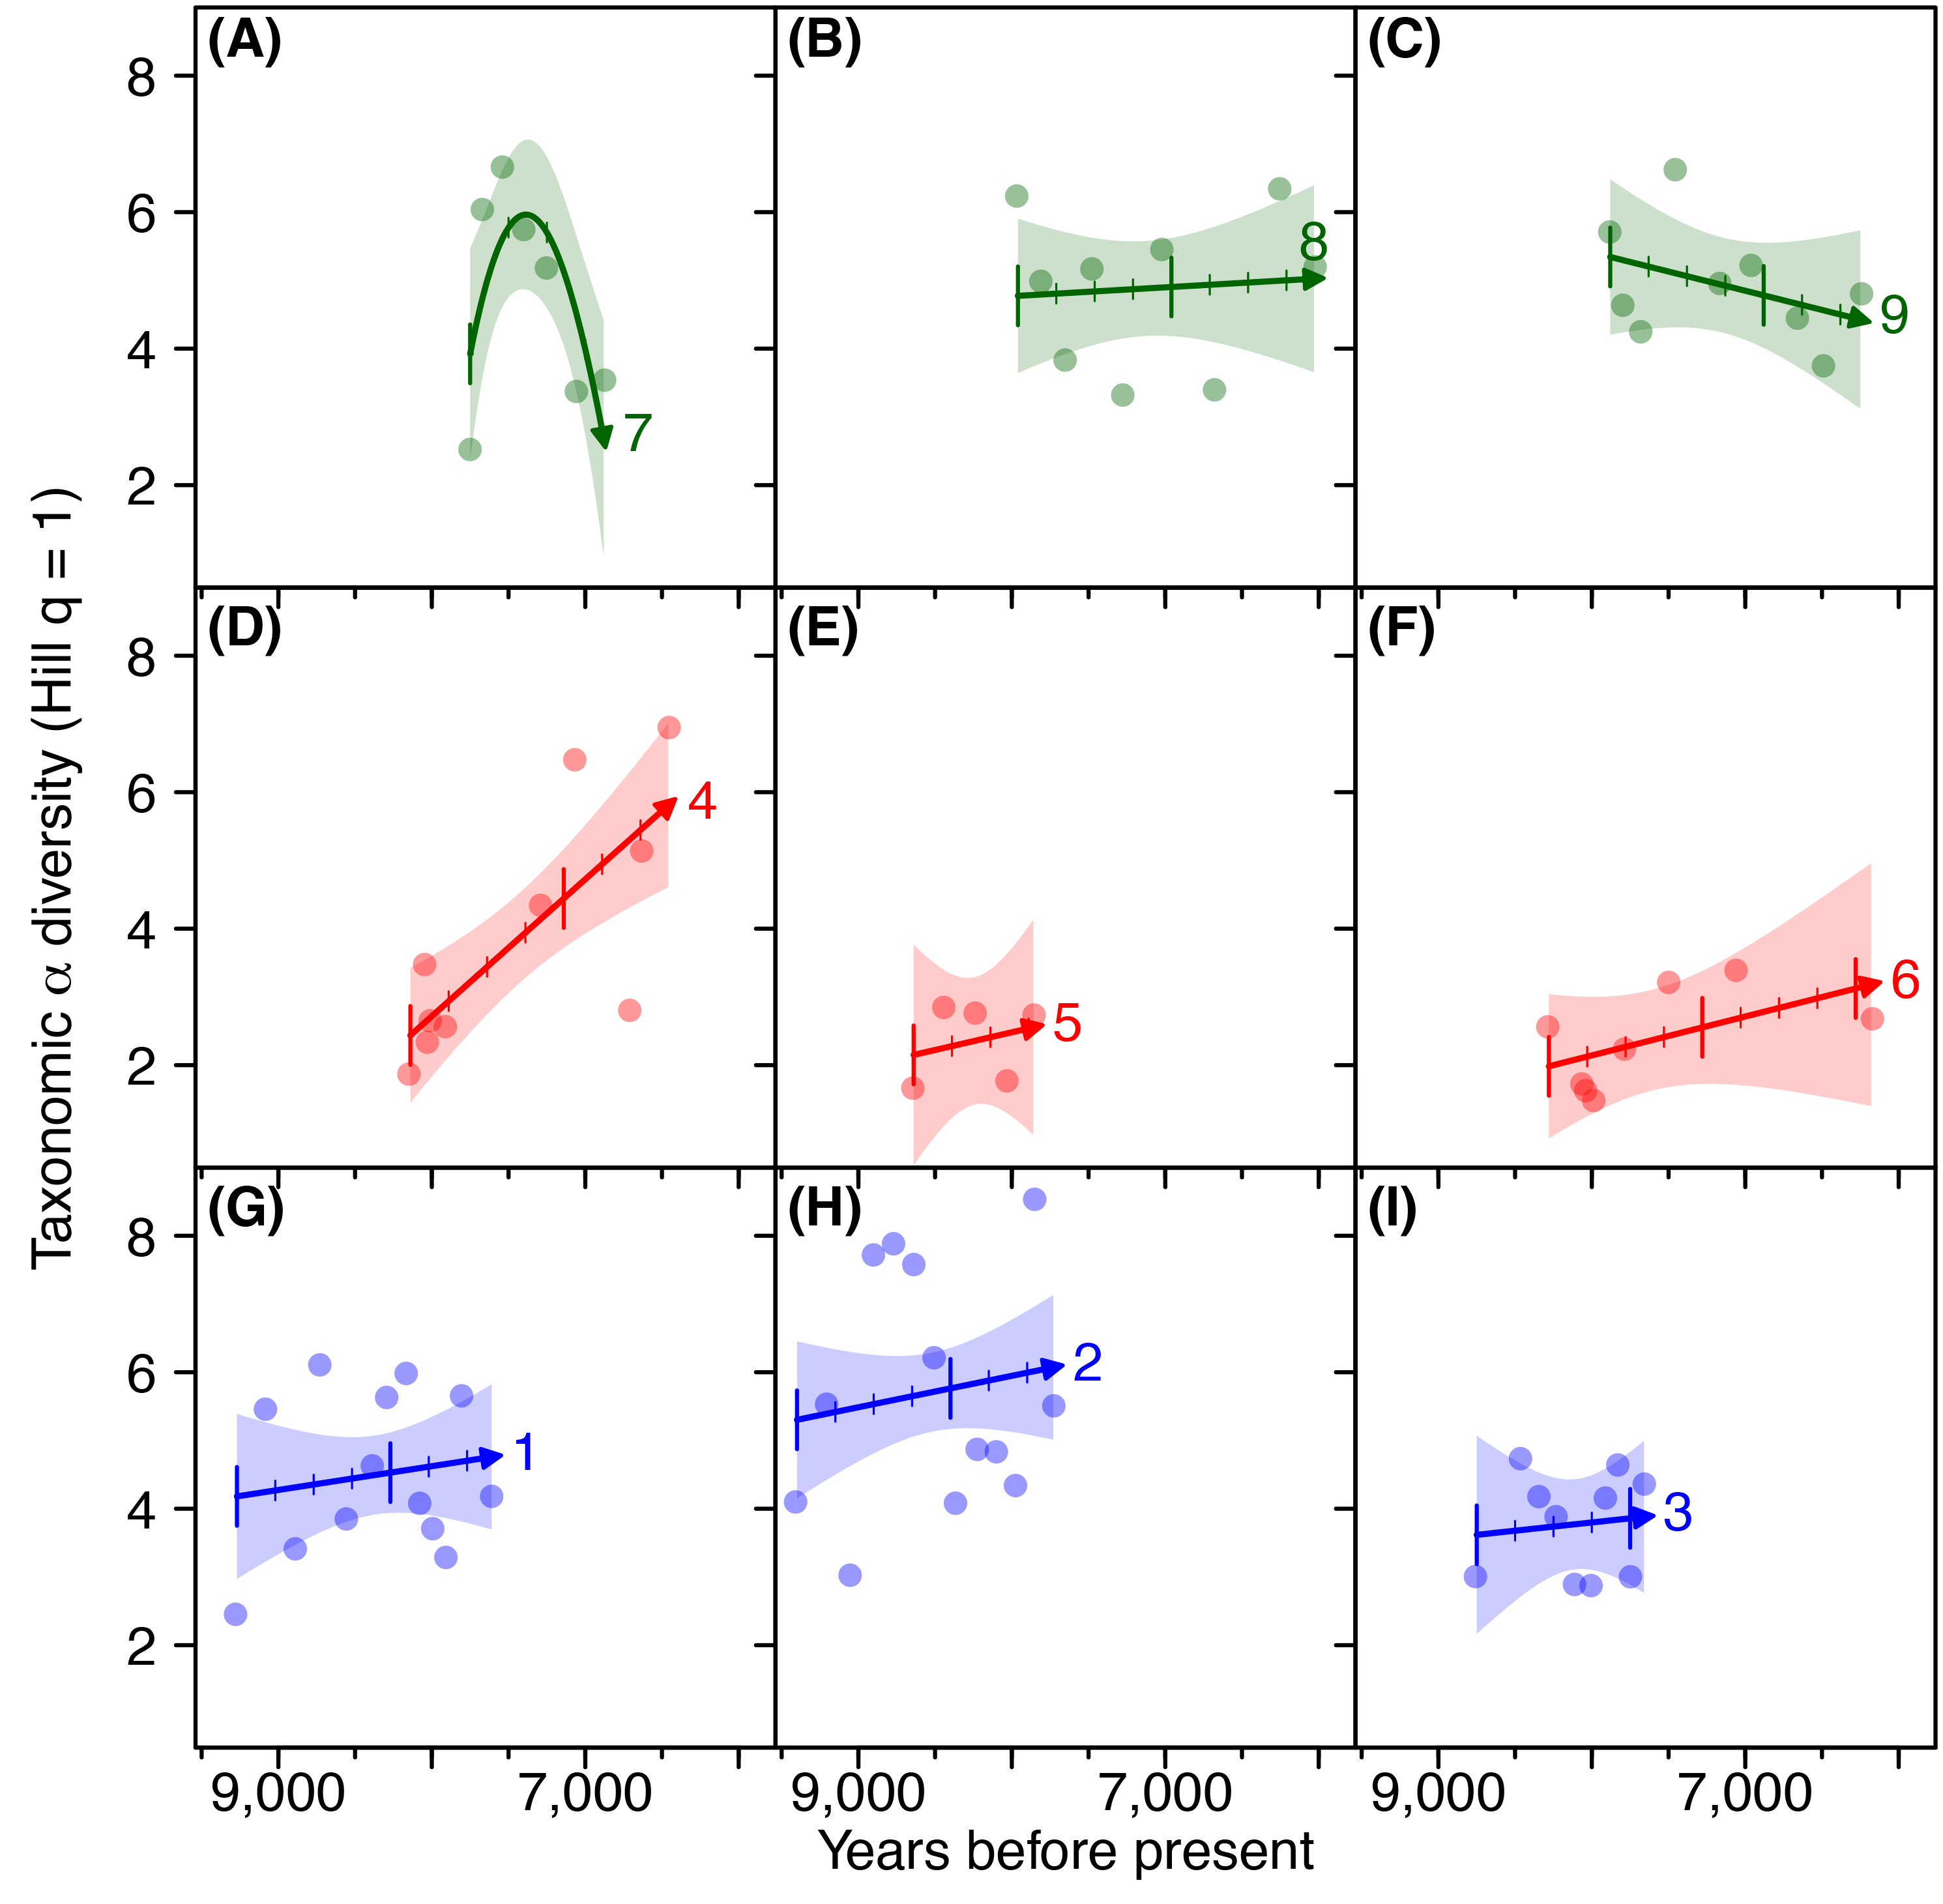 Taxonomic α diversity (Hill q = 1)
(A)
(B)
(C)
8
6
4
2
7
8
9
(D)
(E)
(F)
8
6
4
2
4
5
6
(G)
(H)
(I)
8
6
4
2
1
2
3
9,000 7,000 9,000 7,000 9,000 7,000
Years before present